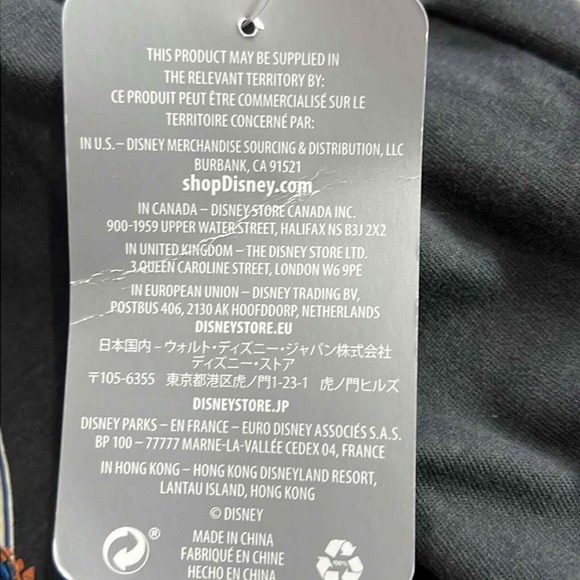 THIS PRODUCT MAY BE SUPPLIED IN
THE RELEVANT TERRITORY BY:
CE PRODUIT PEUT ÊTRE COMMERCIALISÉ SUR LE
TERRITOIRE CONCERNÉ PAR:
IN U.S. – DISNEY MERCHANDISE SOURCING & DISTRIBUTION, LLC
BURBANK, CA 91521
shopDisney.com
IN CANADA – DISNEY STORE CANADA INC.
900-1959 UPPER WATER STREET, HALIFAX NS B3J 2X2
IN UNITED KINGDOM – THE DISNEY STORE LTD.
3 QUEEN CAROLINE STREET, LONDON W6 9PE
IN EUROPEAN UNION – DISNEY TRADING BV,
POSTBUS 406, 2130 AK HOOFDDORP, NETHERLANDS
DISNEYSTORE.EU
日本国内 – ウォルト・ディズニー・ジャパン株式会社
ディズニー・ストア
〒105-6355 東京都港区虎ノ門1-23-1 虎ノ門ヒルズ
DISNEYSTORE.JP
DISNEY PARKS – EN FRANCE – EURO DISNEY ASSOCIÉS S.A.S.
BP 100 – 77777 MARNE-LA-VALLÉE CEDEX 04, FRANCE
IN HONG KONG – HONG KONG DISNEYLAND RESORT,
LANTAU ISLAND, HONG KONG
© DISNEY
MADE IN CHINA
FABRIQUÉ EN CHINE
HECHO EN CHINA
®
100%